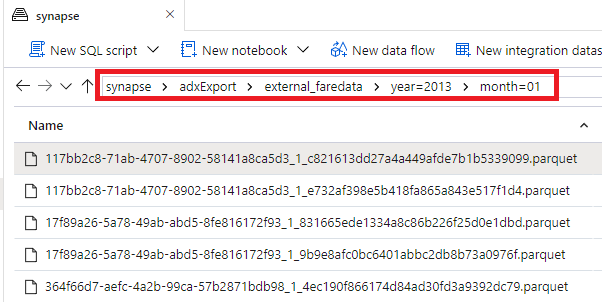 synapse
New SQL script New notebook New data flow New integration datas
synapse > adxExport > external_faredata > year=2013 > month=01
Name
117bb2c8-71ab-4707-8902-58141a8ca5d3_1_c821613dd27a4a449afde7b1b5339099.parquet
117bb2c8-71ab-4707-8902-58141a8ca5d3_1_e732af398e5b418fa865a843e517f1d4.parquet
17f89a26-5a78-49ab-abd5-8fe816172f93_1_831665ede1334a8c86b226f25d0e1dbd.parquet
17f89a26-5a78-49ab-abd5-8fe816172f93_1_9b9e8afc0bc6401abbc2db8b73a0976f.parquet
364f66d7-aefc-4a2b-99ca-57b2871bdb98_1_4ec190f866174d84ad30fd3a9392dc79.parquet